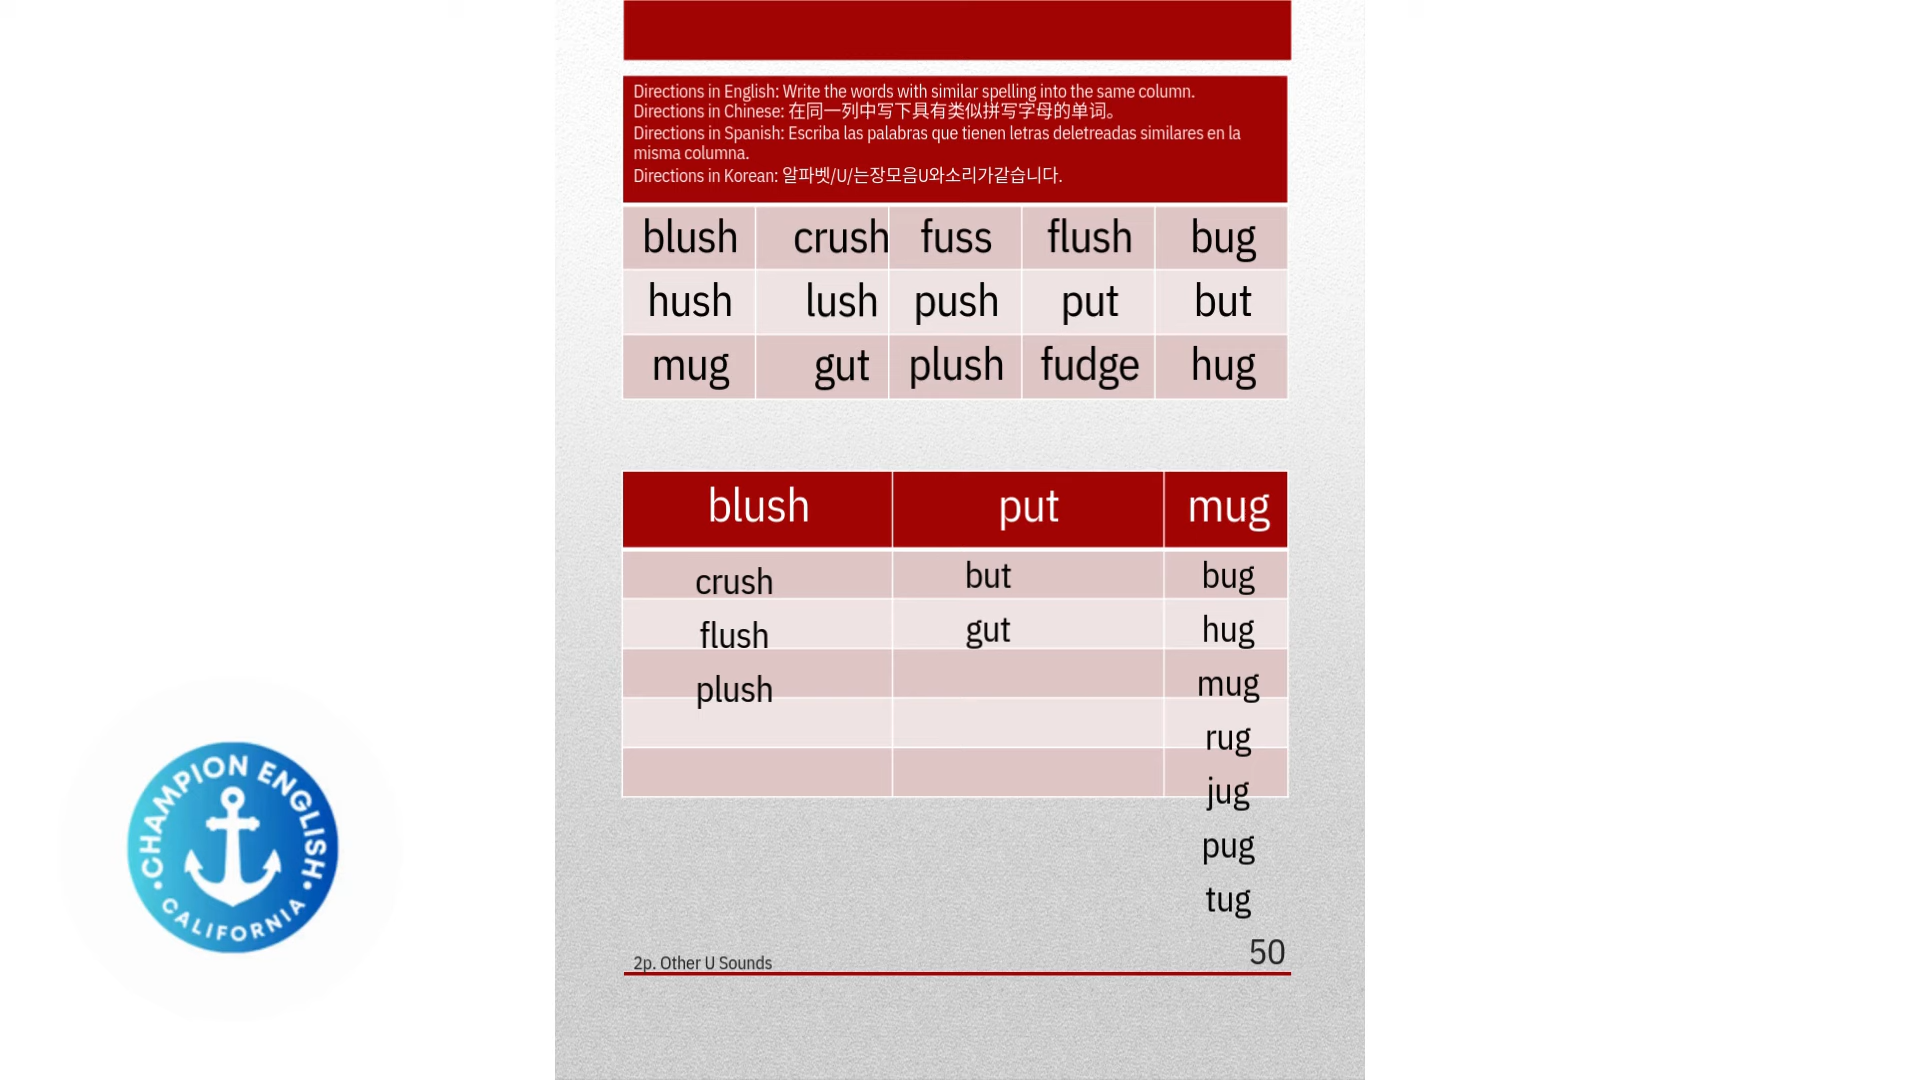 Directions in English: Write the words with similar spelling into the same column.
Directions in Chinese: 在同一列中写下具有类似拼写字母的单词。
Directions in Spanish: Escriba las palabras que tienen letras deletreadas similares en la
misma columna.
Directions in Korean: 알파벳/U/는장모음U와소리가같습니다.
blush crush fuss flush bug
hush lush push put but
mug gut plush fudge hug
blush put mug
crush but bug
flush gut hug
plush mug
rug
jug
pug
tug
CHAMPION ENGLISH
• CALIFORNIA •
2p. Other U Sounds 50